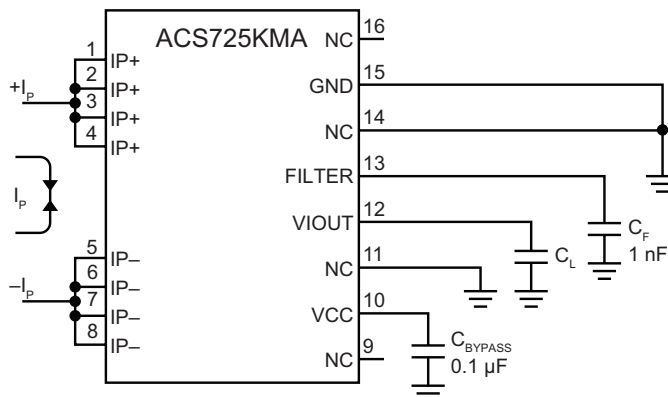 ACS725KMA
+I_P
1 IP+
2 IP+
3 IP+
4 IP+
I_P
–I_P
5 IP–
6 IP–
7 IP–
8 IP–
NC 16
GND 15
NC 14
FILTER 13
VIOUT 12
NC 11
VCC 10
NC 9
C_F
1 nF
C_L
C_BYPASS
0.1 µF